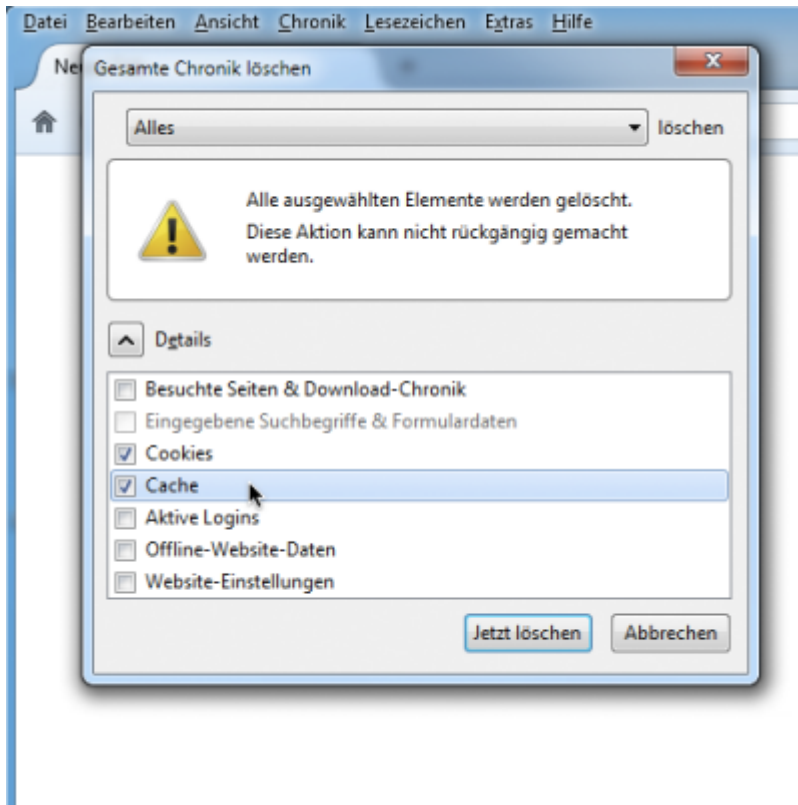 Datei Bearbeiten Ansicht Chronik Lesezeichen Extras Hilfe
Ne
Gesamte Chronik löschen
Alles löschen
Alle ausgewählten Elemente werden gelöscht.
Diese Aktion kann nicht rückgängig gemacht
werden.
Details
Besuchte Seiten & Download-Chronik
Eingegebene Suchbegriffe & Formulardaten
Cookies
Cache
Aktive Logins
Offline-Website-Daten
Website-Einstellungen
Jetzt löschen Abbrechen